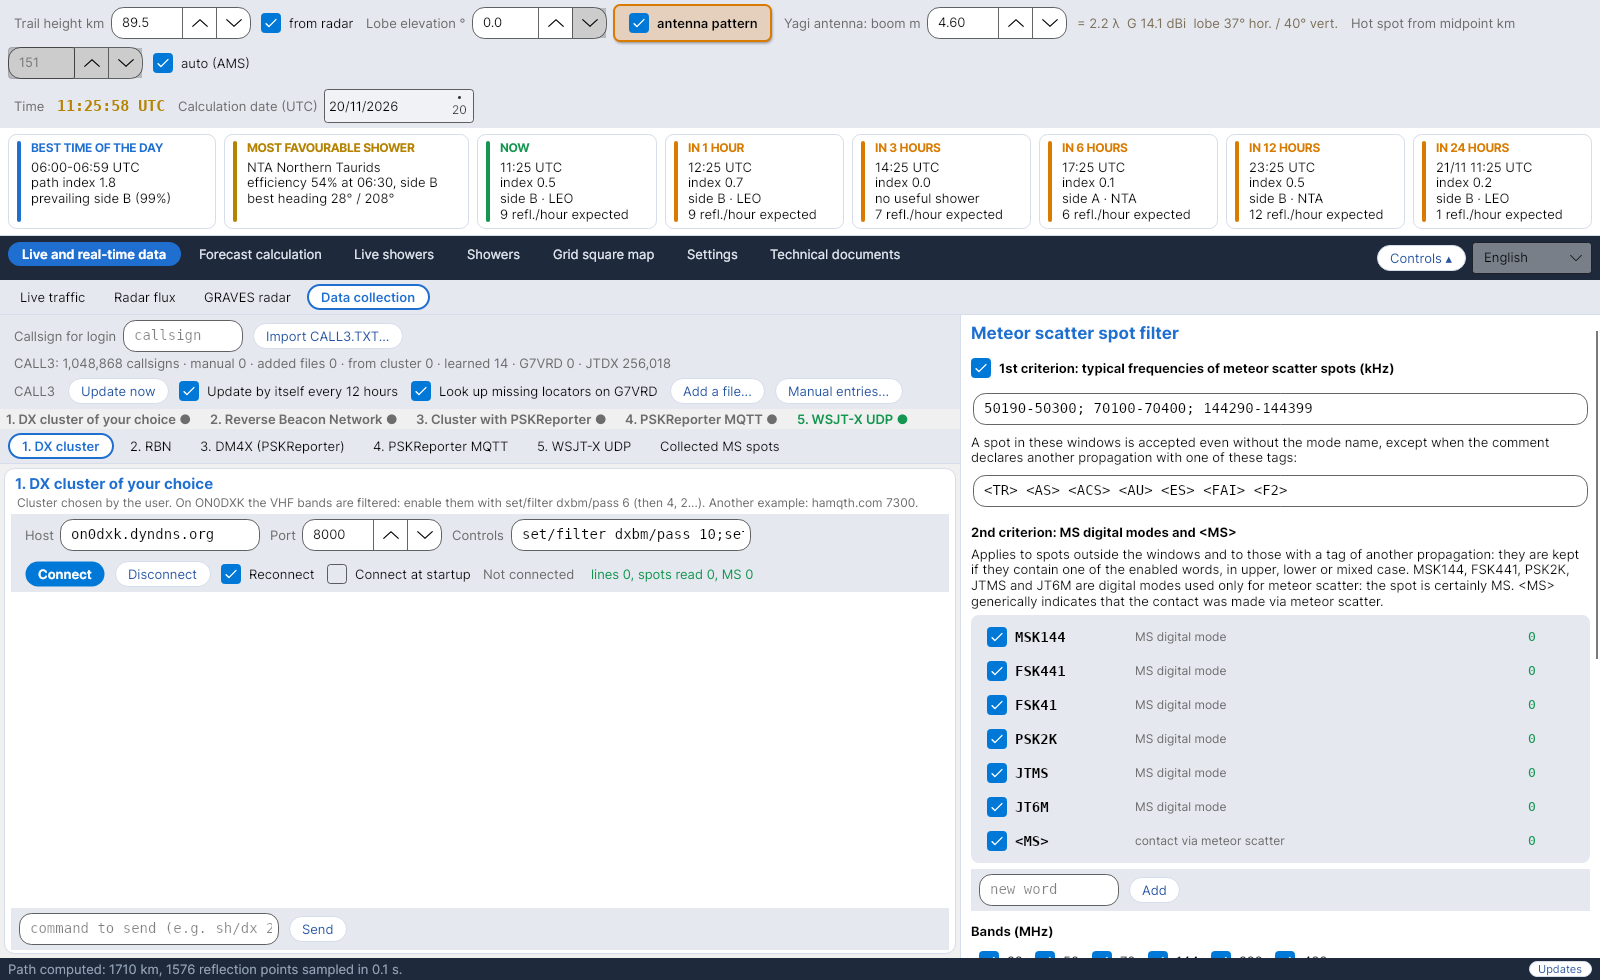 Trail height km 89.5 from radar Lobe elevation ° 0.0 antenna pattern Yagi antenna: boom m 4.60 = 2.2 λ G 14.1 dBi lobe 37° hor. / 40° vert. Hot spot from midpoint km
151 auto (AMS)
Time 11:25:58 UTC Calculation date (UTC) 20/11/2026 20
BEST TIME OF THE DAY
06:00-06:59 UTC
path index 1.8
prevailing side B (99%)
MOST FAVOURABLE SHOWER
NTA Northern Taurids
efficiency 54% at 06:30, side B
best heading 28° / 208°
NOW
11:25 UTC
index 0.5
side B · LEO
9 refl./hour expected
IN 1 HOUR
12:25 UTC
index 0.7
side B · LEO
9 refl./hour expected
IN 3 HOURS
14:25 UTC
index 0.0
no useful shower
7 refl./hour expected
IN 6 HOURS
17:25 UTC
index 0.1
side A · NTA
6 refl./hour expected
IN 12 HOURS
23:25 UTC
index 0.5
side B · NTA
12 refl./hour expected
IN 24 HOURS
21/11 11:25 UTC
index 0.2
side B · LEO
1 refl./hour expected
Live and real-time data Forecast calculation Live showers Showers Grid square map Settings Technical documents Controls ▴ English
Live traffic Radar flux GRAVES radar Data collection
Callsign for login callsign Import CALL3.TXT...
CALL3: 1,048,868 callsigns · manual 0 · added files 0 · from cluster 0 · learned 14 · G7VRD 0 · JTDX 256,018
CALL3 Update now Update by itself every 12 hours Look up missing locators on G7VRD Add a file... Manual entries...
1. DX cluster of your choice ● 2. Reverse Beacon Network ● 3. Cluster with PSKReporter ● 4. PSKReporter MQTT ● 5. WSJT-X UDP ●
1. DX cluster 2. RBN 3. DM4X (PSKReporter) 4. PSKReporter MQTT 5. WSJT-X UDP Collected MS spots
1. DX cluster of your choice
Cluster chosen by the user. On ON0DXK the VHF bands are filtered: enable them with set/filter dxbm/pass 6 (then 4, 2...). Another example: hamqth.com 7300.
Host on0dxk.dyndns.org Port 8000 Controls set/filter dxbm/pass 10;se
Connect Disconnect Reconnect Connect at startup Not connected lines 0, spots read 0, MS 0
command to send (e.g. sh/dx 2 Send
Meteor scatter spot filter
1st criterion: typical frequencies of meteor scatter spots (kHz)
50190-50300; 70100-70400; 144290-144399
A spot in these windows is accepted even without the mode name, except when the comment
declares another propagation with one of these tags:
<TR> <AS> <ACS> <AU> <ES> <FAI> <F2>
2nd criterion: MS digital modes and <MS>
Applies to spots outside the windows and to those with a tag of another propagation: they are kept
if they contain one of the enabled words, in upper, lower or mixed case. MSK144, FSK441, PSK2K,
JTMS and JT6M are digital modes used only for meteor scatter: the spot is certainly MS. <MS>
generically indicates that the contact was made via meteor scatter.
MSK144 MS digital mode 0
FSK441 MS digital mode 0
FSK41 MS digital mode 0
PSK2K MS digital mode 0
JTMS MS digital mode 0
JT6M MS digital mode 0
<MS> contact via meteor scatter 0
new word Add
Bands (MHz)
Path computed: 1710 km, 1576 reflection points sampled in 0.1 s. Updates